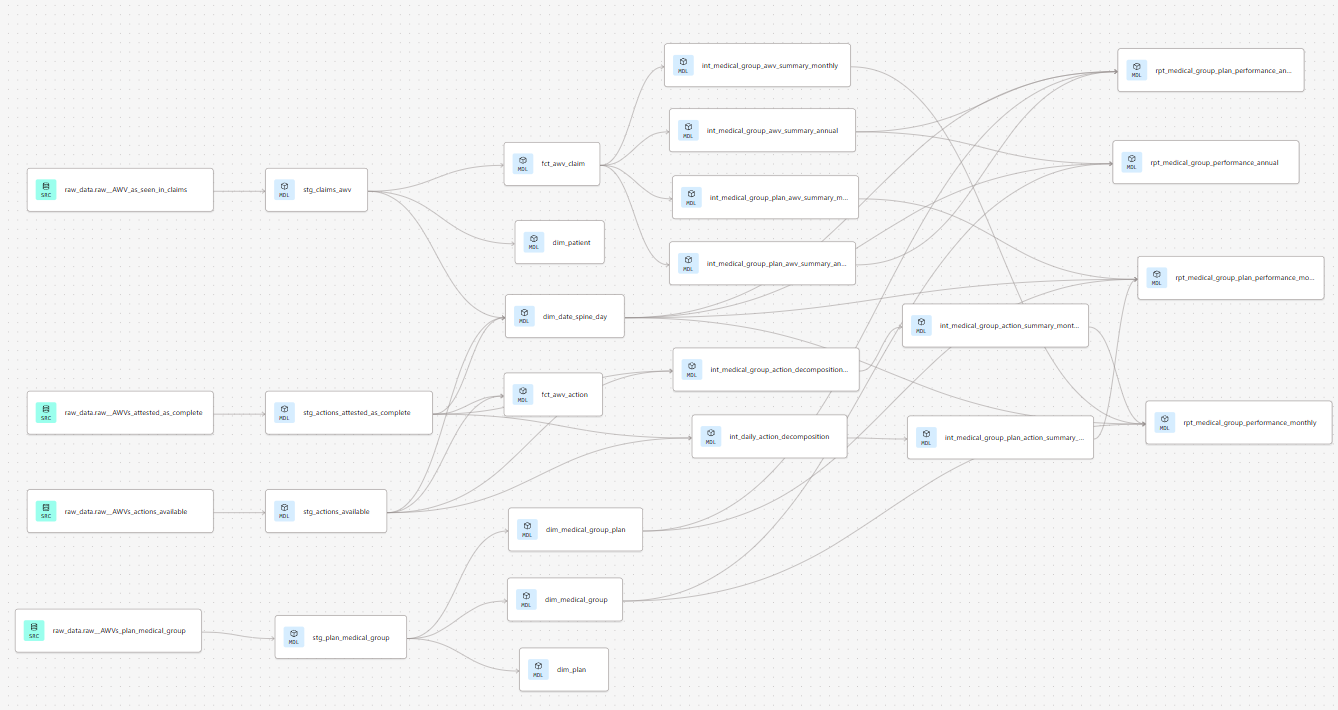 SRC
raw_data.raw__AWV_as_seen_in_claims
SRC
raw_data.raw__AWVs_attested_as_complete
SRC
raw_data.raw__AWVs_actions_available
SRC
raw_data.raw__AWVs_plan_medical_group
MDL
stg_claims_awv
MDL
stg_actions_attested_as_complete
MDL
stg_actions_available
MDL
stg_plan_medical_group
MDL
fct_awv_claim
MDL
dim_patient
MDL
dim_date_spine_day
MDL
fct_awv_action
MDL
dim_medical_group_plan
MDL
dim_medical_group
MDL
dim_plan
MDL
int_medical_group_awv_summary_monthly
MDL
int_medical_group_awv_summary_annual
MDL
int_medical_group_plan_awv_summary_m...
MDL
int_medical_group_plan_awv_summary_an...
MDL
int_medical_group_action_decomposition...
MDL
int_daily_action_decomposition
MDL
int_medical_group_action_summary_mont...
MDL
int_medical_group_plan_action_summary_...
MDL
rpt_medical_group_plan_performance_an...
MDL
rpt_medical_group_performance_annual
MDL
rpt_medical_group_plan_performance_mo...
MDL
rpt_medical_group_performance_monthly